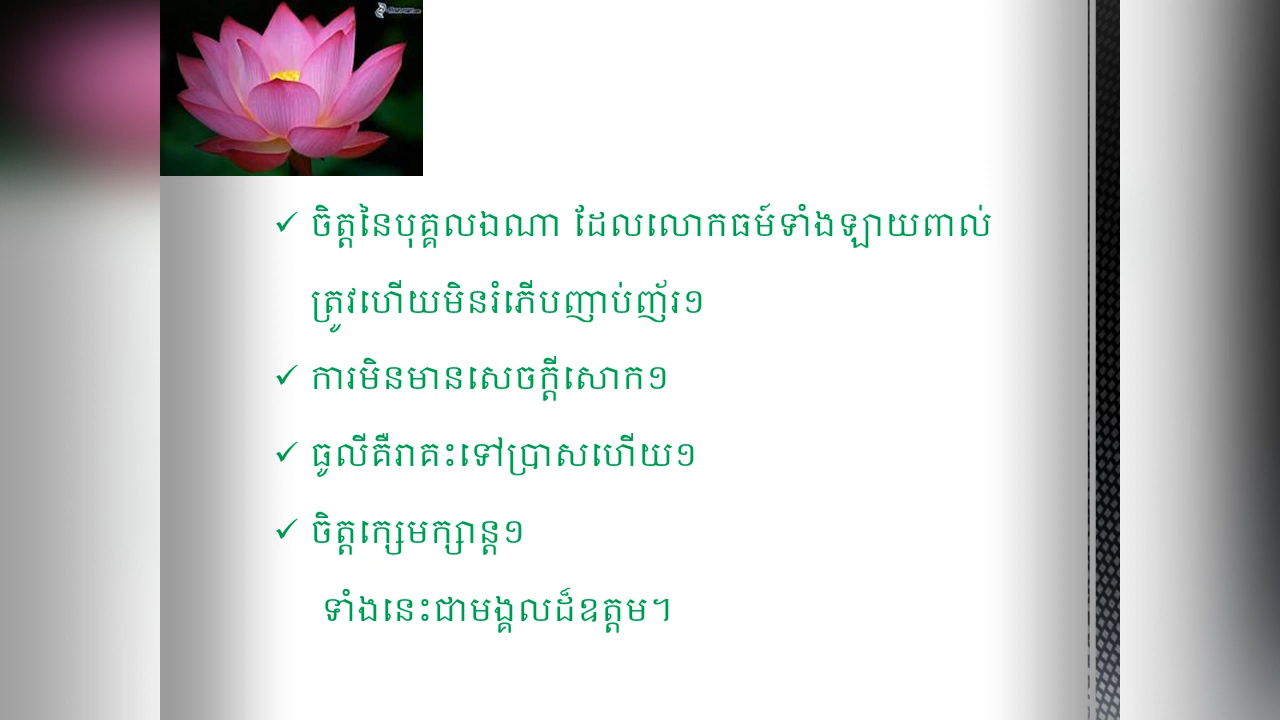 ✓ ចិត្តនៃបុគ្គលឯណា ដែលលោកធម៍ទាំងឡាយពាល់
ត្រូវហើយមិនរំភើបញាប់ញ័រ១
✓ ការមិនមានសេចក្តីសោក១
✓ ធូលីគឺរាគះទៅប្រាសហើយ១
✓ ចិត្តក្សេមក្សាន្ត១
ទាំងនេះជាមង្គលដ៏ឧត្តម។